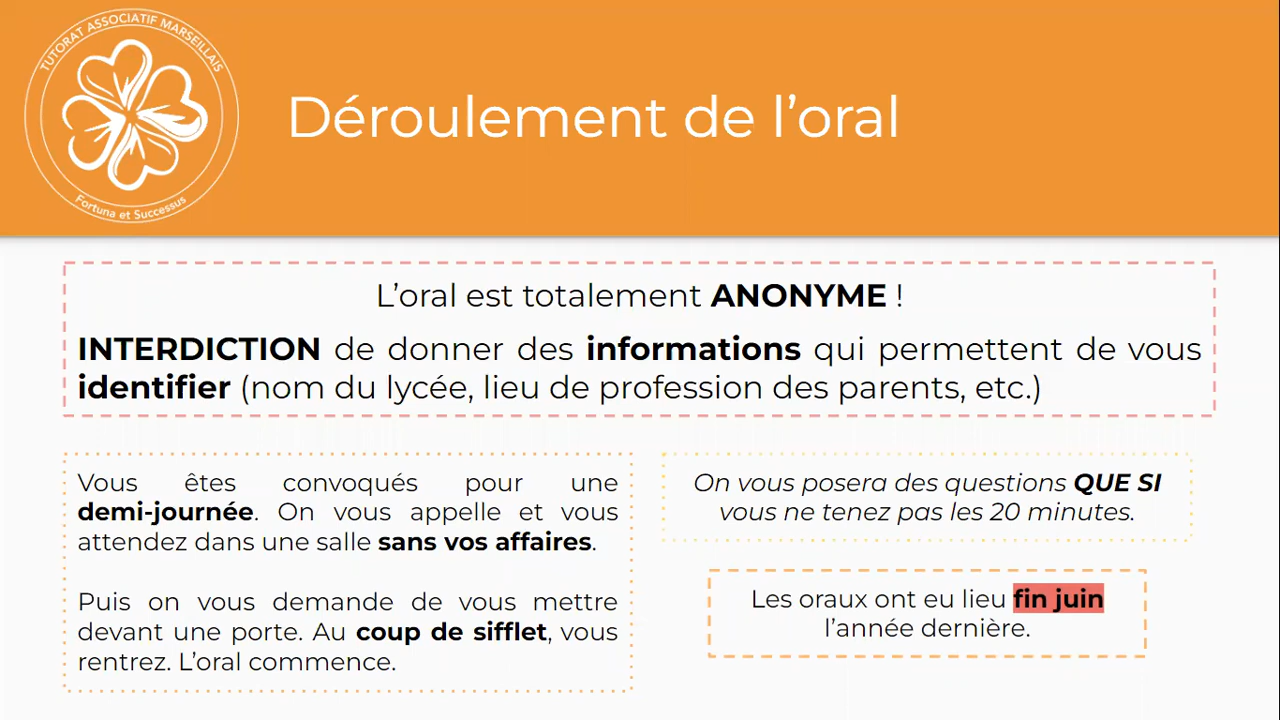 TUTORAT ASSOCIATIF MARSEILLAIS
Fortuna et Successus
Déroulement de l’oral
L’oral est totalement ANONYME !
INTERDICTION de donner des informations qui permettent de vous
identifier (nom du lycée, lieu de profession des parents, etc.)
Vous êtes convoqués pour une
demi-journée. On vous appelle et vous
attendez dans une salle sans vos affaires.
Puis on vous demande de vous mettre
devant une porte. Au coup de sifflet, vous
rentrez. L’oral commence.
On vous posera des questions QUE SI
vous ne tenez pas les 20 minutes.
Les oraux ont eu lieu fin juin
l’année dernière.